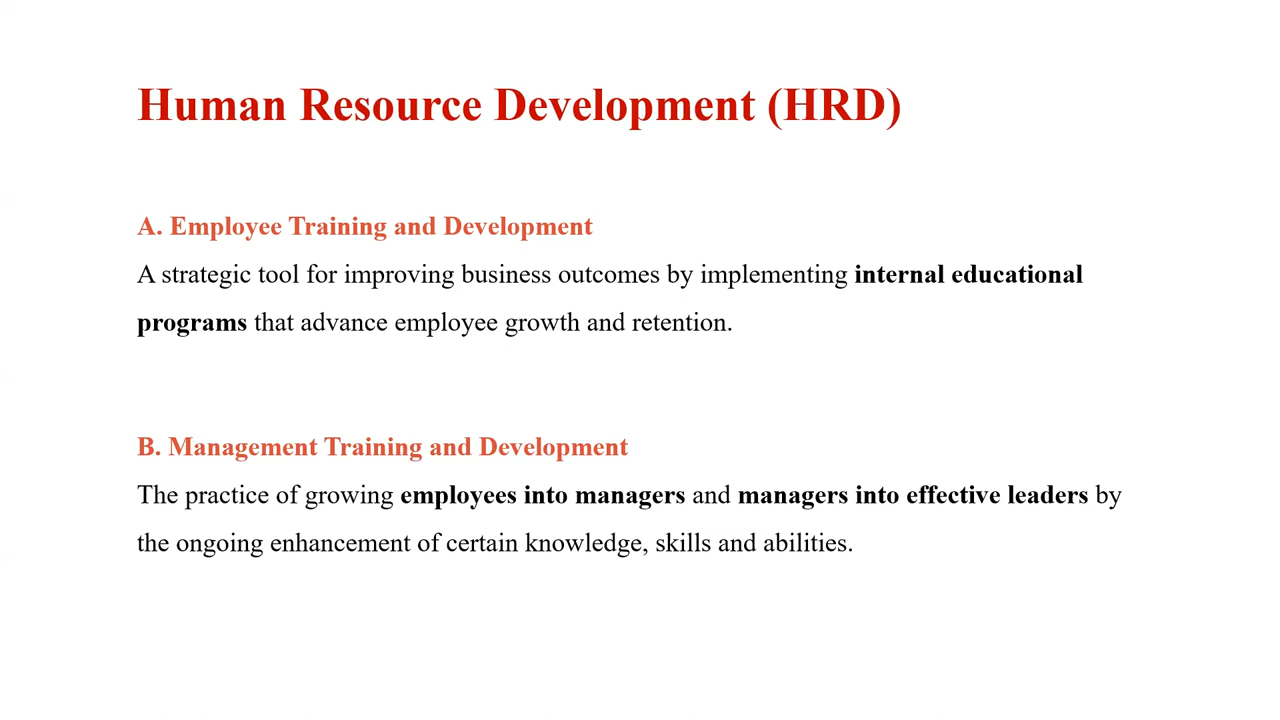 Human Resource Development (HRD)
A. Employee Training and Development
A strategic tool for improving business outcomes by implementing internal educational
programs that advance employee growth and retention.
B. Management Training and Development
The practice of growing employees into managers and managers into effective leaders by
the ongoing enhancement of certain knowledge, skills and abilities.